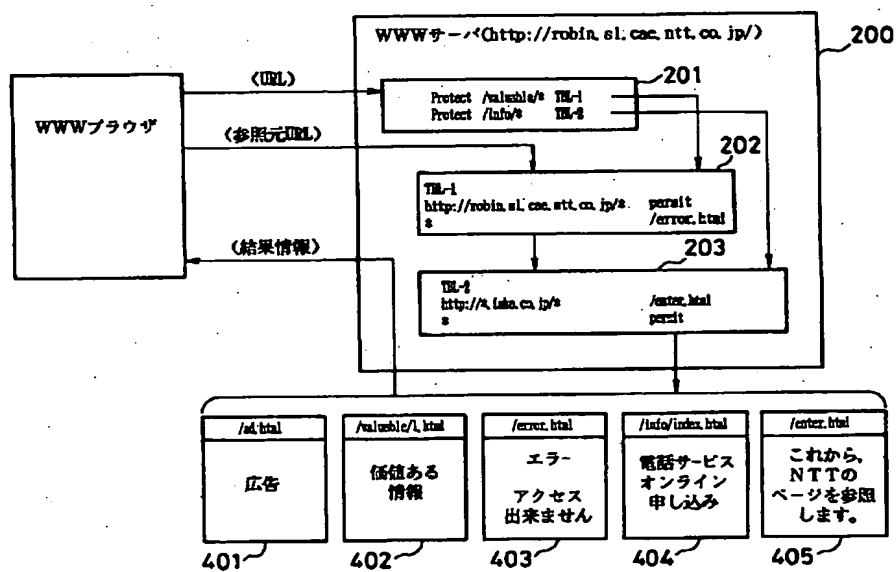 WWWサーバ(http://robin.sl.cae.ntt.co.jp/)
200
201
Protect /valuable/* TBL-1
Protect /info/* TBL-2
WWWブラウザ
〈URL〉
〈参照元URL〉
〈結果情報〉
202
TBL-1
http://robin.sl.cae.ntt.co.jp/* permit
* /error.html
203
TBL-2
/enter.html
* permit
/ad.html
広告
401
/valuable/1.html
価値ある
情報
402
/error.html
エラー
アクセス
出来ません
403
/info/index.html
電話サービス
オンライン
申し込み
404
/enter.html
これから、
NTTの
ページを参照
します。
405